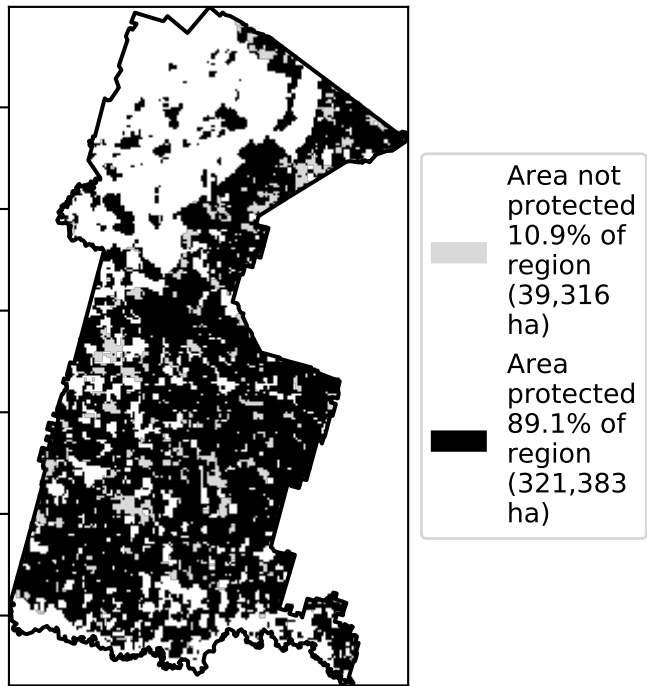 Area not
protected
10.9% of
region
(39,316
ha)
Area
protected
89.1% of
region
(321,383
ha)